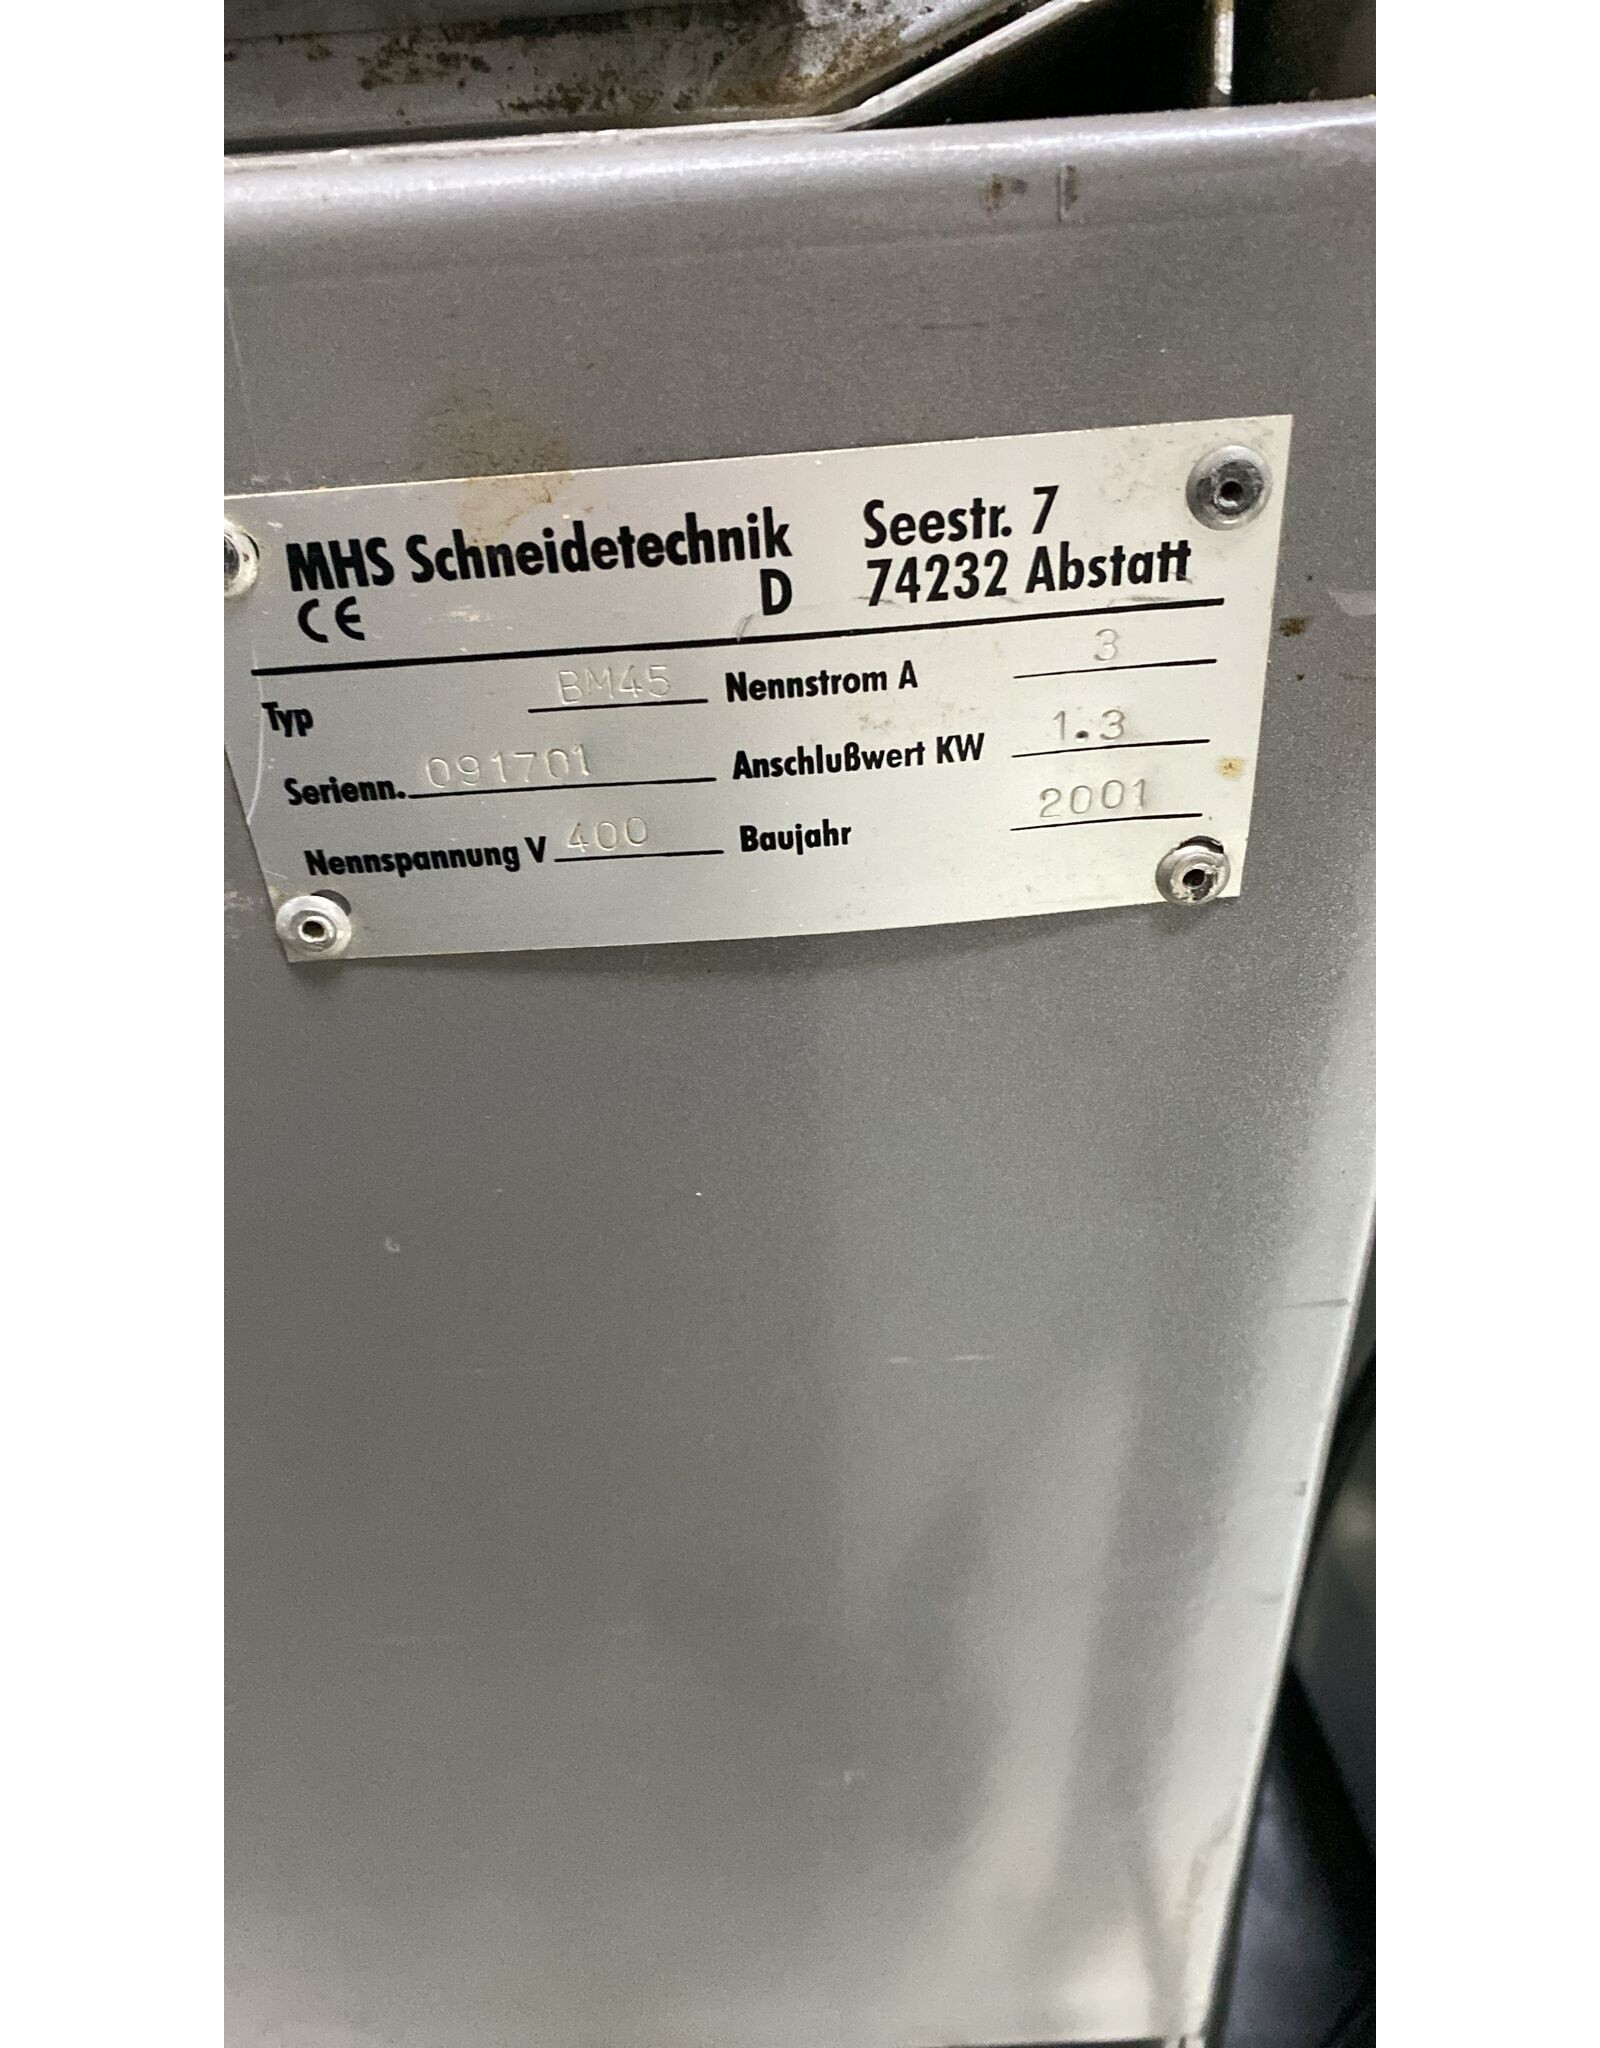 MHS Schneidetechnik Seestr. 7
CE D 74232 Abstatt
Typ BM45 Nennstrom A 3
Serienn. 091701 Anschlußwert KW 1.3
Nennspannung V 400 Baujahr 2001